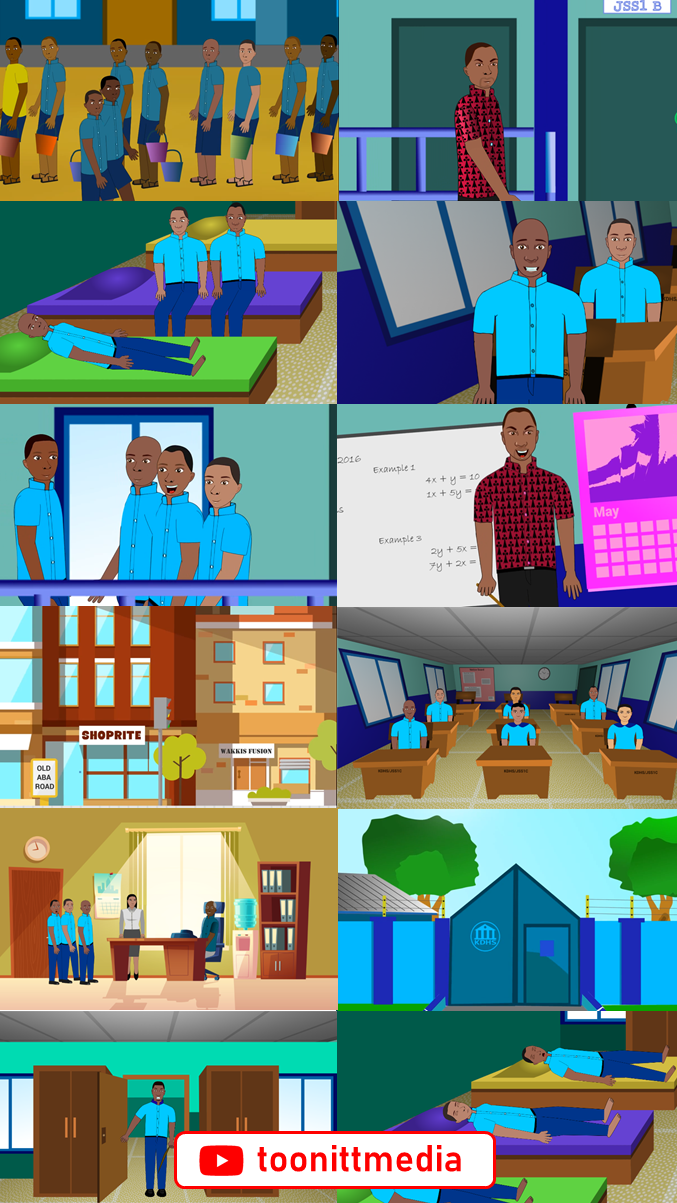 JSS1 B
2016
Example 1
4x + y = 10
1x + 5y =
Example 3
2y + 5x =
7y + 2x =
May
SHOPRITE
WAKKIS FUSION
OLD
ABA
ROAD
KDHS
toonittmedia